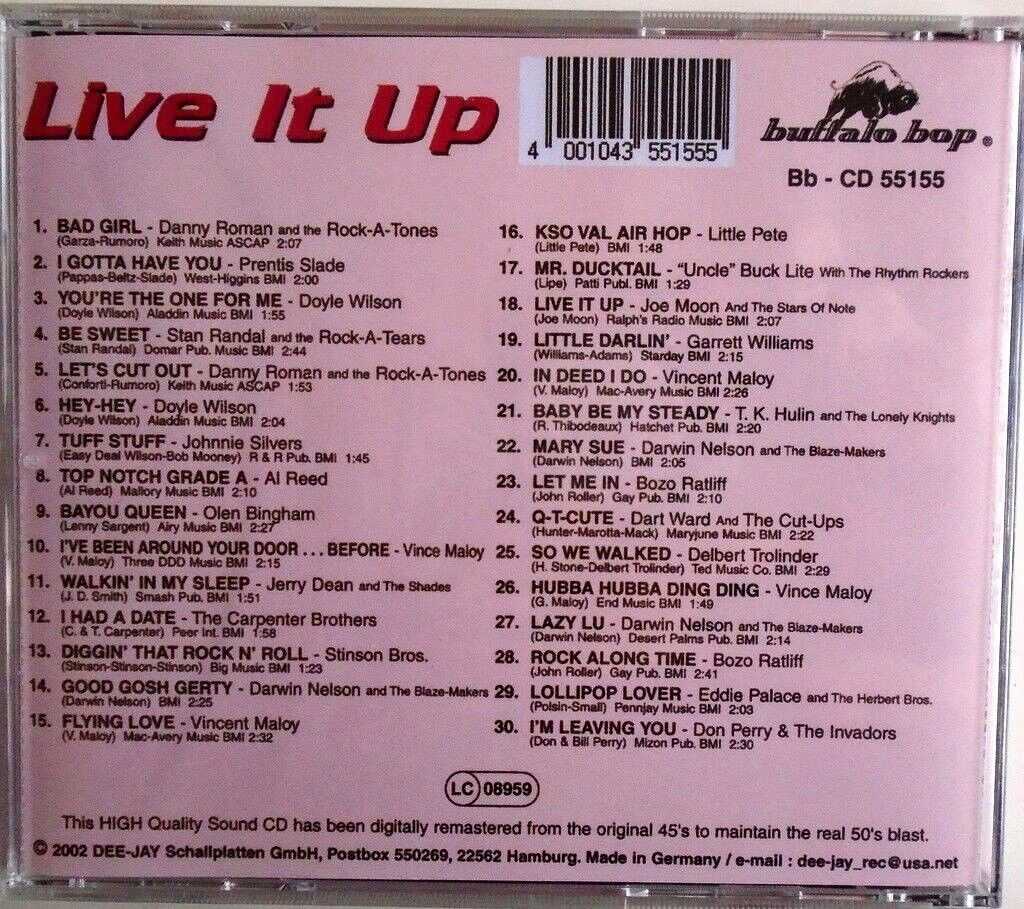 Live It Up
4 001043 551555
buffalo bop ®
Bb - CD 55155
1. BAD GIRL - Danny Roman and the Rock-A-Tones
(Garza-Rumoro) Keith Music ASCAP 2:07
2. I GOTTA HAVE YOU - Prentis Slade
(Pappas-Beltz-Slade) West-Higgins BMI 2:00
3. YOU'RE THE ONE FOR ME - Doyle Wilson
(Doyle Wilson) Aladdin Music BMI 1:55
4. BE SWEET - Stan Randal and the Rock-A-Tears
(Stan Randal) Domar Pub. Music BMI 2:44
5. LET'S CUT OUT - Danny Roman and the Rock-A-Tones
(Conforti-Rumoro) Keith Music ASCAP 1:53
6. HEY-HEY - Doyle Wilson
(Doyle Wilson) Aladdin Music BMI 2:04
7. TUFF STUFF - Johnnie Silvers
(Easy Deal Wilson-Bob Mooney) R & R Pub. BMI 1:45
8. TOP NOTCH GRADE A - Al Reed
(Al Reed) Mallory Music BMI 2:10
9. BAYOU QUEEN - Olen Bingham
(Lenny Sargent) Airy Music BMI 2:27
10. I'VE BEEN AROUND YOUR DOOR . . . BEFORE - Vince Maloy
(V. Maloy) Three DDD Music BMI 2:15
11. WALKIN' IN MY SLEEP - Jerry Dean and The Shades
(J. D. Smith) Smash Pub. BMI 1:51
12. I HAD A DATE - The Carpenter Brothers
(C. & T. Carpenter) Peer Int. BMI 1:58
13. DIGGIN' THAT ROCK N' ROLL - Stinson Bros.
(Stinson-Stinson-Stinson) Big Music BMI 1:23
14. GOOD GOSH GERTY - Darwin Nelson and The Blaze-Makers
(Darwin Nelson) BMI 2:25
15. FLYING LOVE - Vincent Maloy
(V. Maloy) Mac-Avery Music BMI 2:32
16. KSO VAL AIR HOP - Little Pete
(Little Pete) BMI 1:48
17. MR. DUCKTAIL - "Uncle" Buck Lite With The Rhythm Rockers
(Lipe) Patti Publ. BMI 1:29
18. LIVE IT UP - Joe Moon And The Stars Of Note
(Joe Moon) Ralph's Radio Music BMI 2:07
19. LITTLE DARLIN' - Garrett Williams
(Williams-Adams) Starday BMI 2:15
20. IN DEED I DO - Vincent Maloy
(V. Maloy) Mac-Avery Music BMI 2:26
21. BABY BE MY STEADY - T. K. Hulin and The Lonely Knights
(R. Thibodeaux) Hatchet Pub. BMI 2:20
22. MARY SUE - Darwin Nelson and The Blaze-Makers
(Darwin Nelson) BMI 2:05
23. LET ME IN - Bozo Ratliff
(John Roller) Gay Pub. BMI 2:10
24. Q-T-CUTE - Dart Ward And The Cut-Ups
(Hunter-Marotta-Mack) Maryjune Music BMI 2:22
25. SO WE WALKED - Delbert Trolinder
(H. Stone-Delbert Trolinder) Ted Music Co. BMI 2:29
26. HUBBA HUBBA DING DING - Vince Maloy
(G. Maloy) End Music BMI 1:49
27. LAZY LU - Darwin Nelson and The Blaze-Makers
(Darwin Nelson) Desert Palms Pub. BMI 2:14
28. ROCK ALONG TIME - Bozo Ratliff
(John Roller) Gay Pub. BMI 2:41
29. LOLLIPOP LOVER - Eddie Palace and The Herbert Bros.
(Polsin-Small) Pennjay Music BMI 2:03
30. I'M LEAVING YOU - Don Perry & The Invadors
(Don & Bill Perry) Mizon Pub. BMI 2:30
LC 08959
This HIGH Quality Sound CD has been digitally remastered from the original 45's to maintain the real 50's blast.
© 2002 DEE-JAY Schallplatten GmbH, Postbox 550269, 22562 Hamburg. Made in Germany / e-mail : dee-jay_rec@usa.net